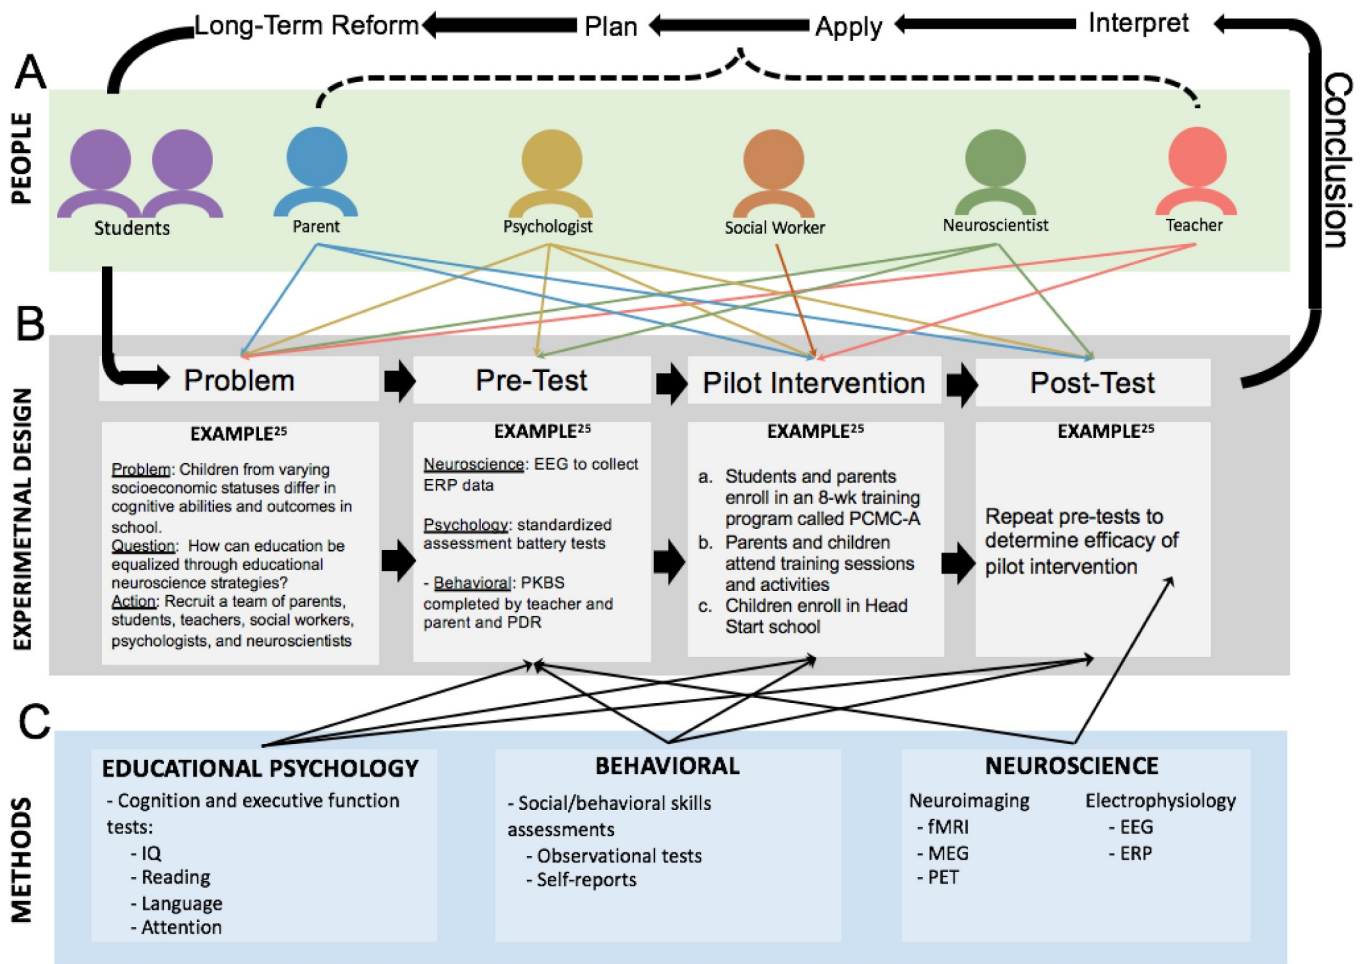 Long-Term Reform
Plan
Apply
Interpret
Conclusion
A
PEOPLE
Students
Parent
Psychologist
Social Worker
Neuroscientist
Teacher
B
EXPERIMETNAL DESIGN
Problem
Pre-Test
Pilot Intervention
Post-Test
EXAMPLE²⁵
Problem: Children from varying
socioeconomic statuses differ in
cognitive abilities and outcomes in
school.
Question: How can education be
equalized through educational
neuroscience strategies?
Action: Recruit a team of parents,
students, teachers, social workers,
psychologists, and neuroscientists
EXAMPLE²⁵
Neuroscience: EEG to collect
ERP data
Psychology: standardized
assessment battery tests
- Behavioral: PKBS
completed by teacher and
parent and PDR
EXAMPLE²⁵
a. Students and parents
enroll in an 8-wk training
program called PCMC-A
b. Parents and children
attend training sessions
and activities
c. Children enroll in Head
Start school
EXAMPLE²⁵
Repeat pre-tests to
determine efficacy of
pilot intervention
C
METHODS
EDUCATIONAL PSYCHOLOGY
- Cognition and executive function
tests:
- IQ
- Reading
- Language
- Attention
BEHAVIORAL
- Social/behavioral skills
assessments
- Observational tests
- Self-reports
NEUROSCIENCE
Neuroimaging
- fMRI
- MEG
- PET
Electrophysiology
- EEG
- ERP